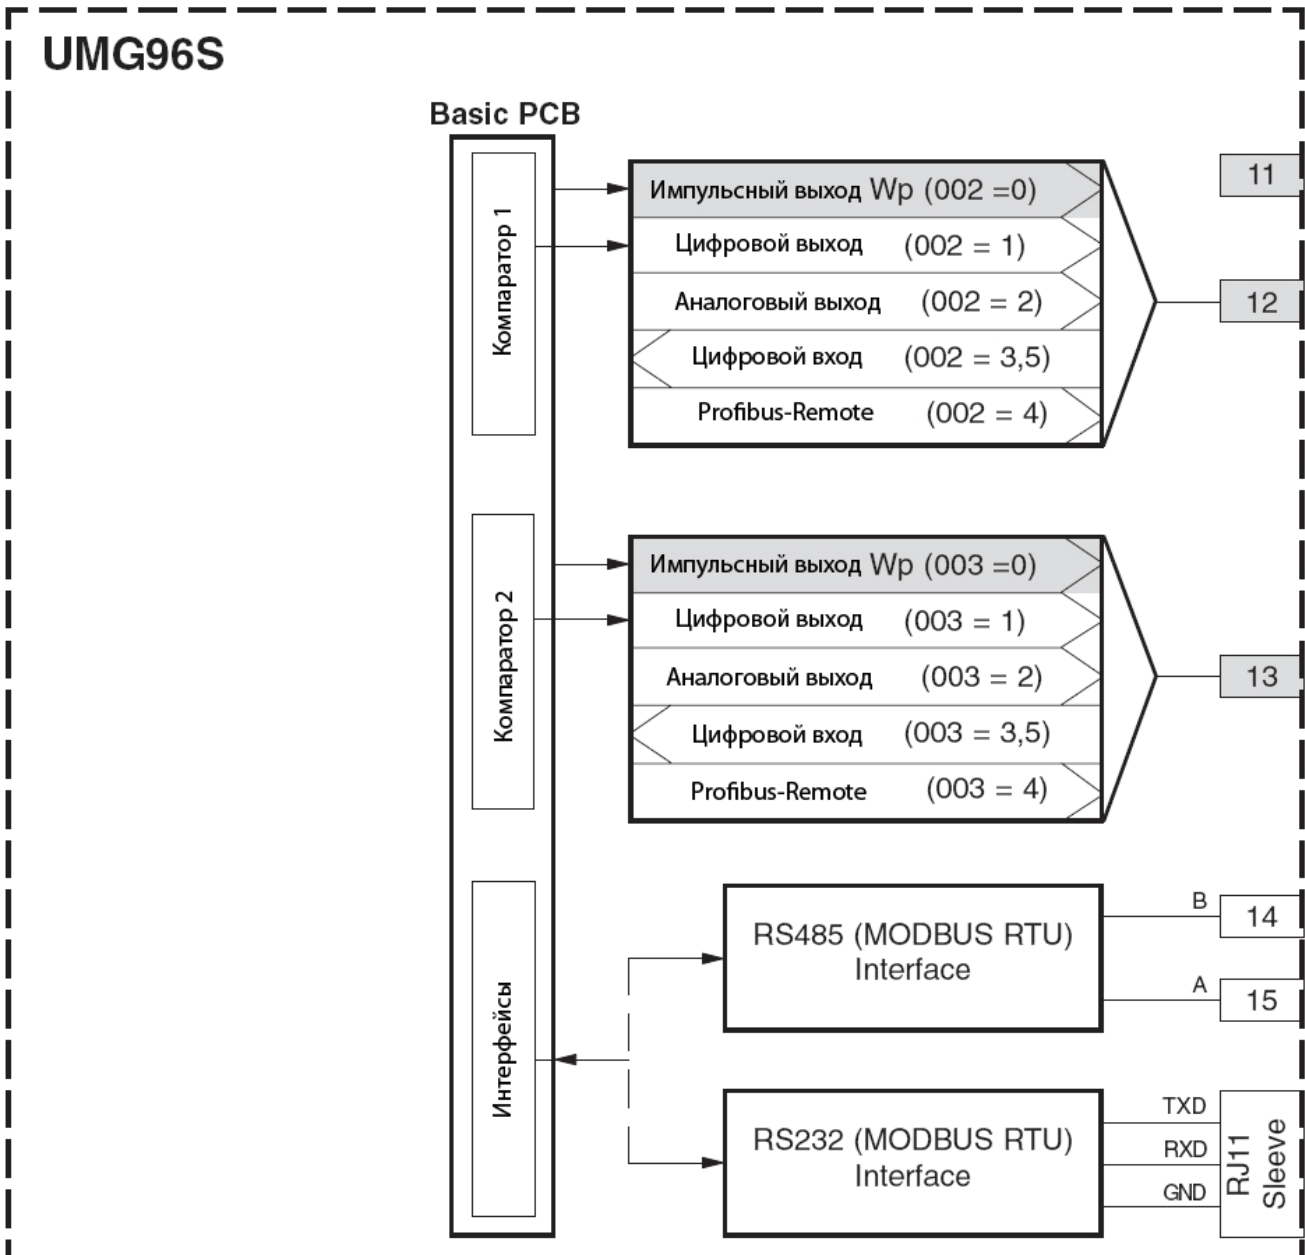 UMG96S
Basic PCB
Компаратор 1
Импульсный выход Wp (002 =0)
Цифровой выход (002 = 1)
Аналоговый выход (002 = 2)
Цифровой вход (002 = 3,5)
Profibus-Remote (002 = 4)
11
12
Компаратор 2
Импульсный выход Wp (003 =0)
Цифровой выход (003 = 1)
Аналоговый выход (003 = 2)
Цифровой вход (003 = 3,5)
Profibus-Remote (003 = 4)
13
Интерфейсы
RS485 (MODBUS RTU)
Interface
B
14
A
15
RS232 (MODBUS RTU)
Interface
TXD
RXD
GND
RJ11
Sleeve